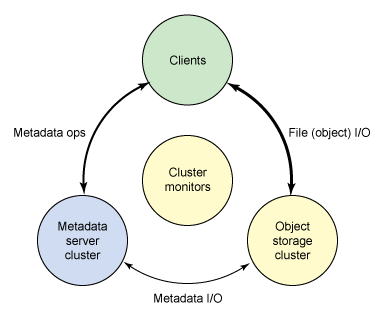 Clients
Metadata ops
File (object) I/O
Cluster
monitors
Metadata
server
cluster
Object
storage
cluster
Metadata I/O